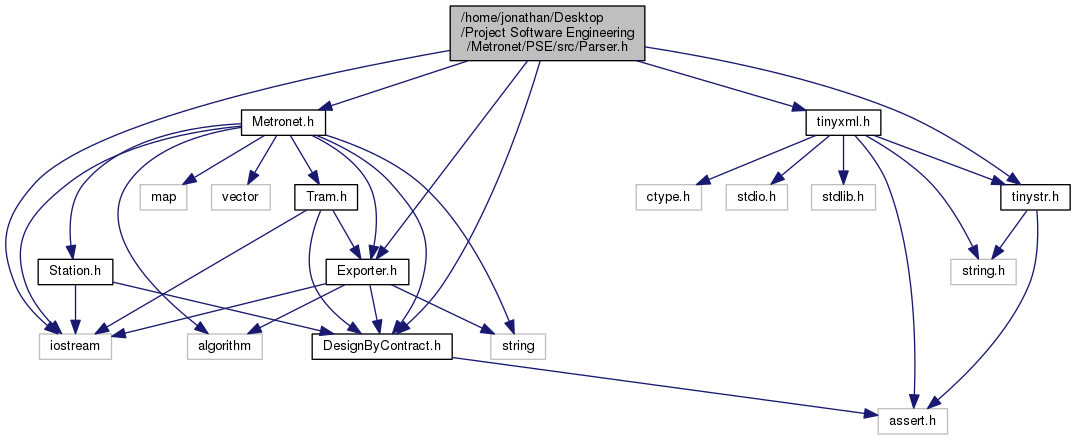 /home/jonathan/Desktop
/Project Software Engineering
/Metronet/PSE/src/Parser.h
Metronet.h
tinyxml.h
map
vector
Tram.h
ctype.h
stdio.h
stdlib.h
tinystr.h
Station.h
Exporter.h
string.h
iostream
algorithm
DesignByContract.h
string
assert.h